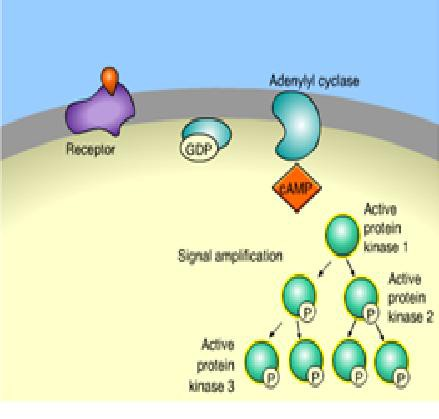 Adenylyl cyclase
Receptor
GDP
cAMP
Signal amplification
Active
protein
kinase 1
Active
protein
kinase 2
P
P
Active
protein
kinase 3
P
P
P
P